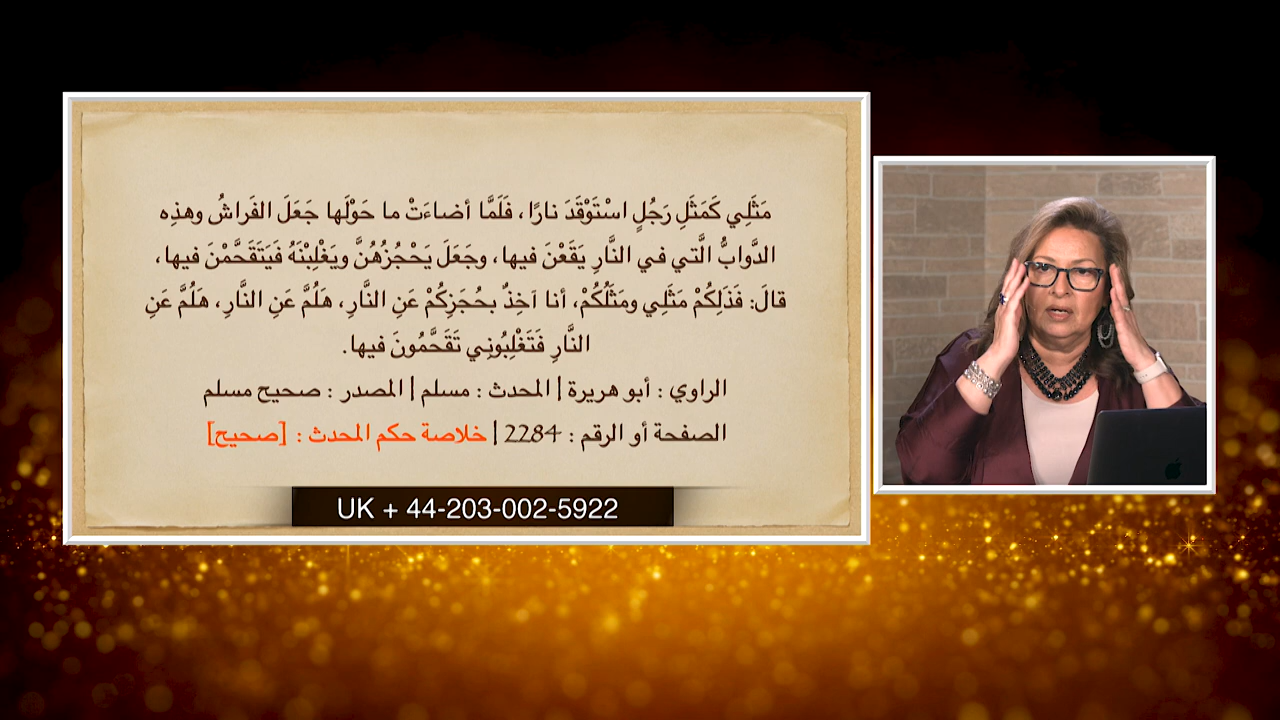 مَثَلِي كَمَثَلِ رَجُلٍ اسْتَوْقَدَ نارًا، فَلَمَّا أضاءَتْ ما حَوْلَها جَعَلَ الفَراشُ وهذِه
الدَّوابُّ الَّتي في النَّارِ يَقَعْنَ فيها، وجَعَلَ يَحْجُزُهُنَّ ويَغْلِبْنَهُ فَيَتَقَحَّمْنَ فيها،
قالَ: فَذَلِكُمْ مَثَلِي ومَثَلُكُمْ، أنا آخِذٌ بحُجَزِكُمْ عَنِ النَّارِ، هَلُمَّ عَنِ النَّارِ، هَلُمَّ عَنِ
النَّارِ فَتَغْلِبُونِي تَقَحَّمُونَ فيها.
الراوي : أبو هريرة | المحدث : مسلم | المصدر : صحيح مسلم
الصفحة أو الرقم : 2284 | خلاصة حكم المحدث : [صحيح]
UK + 44-203-002-5922